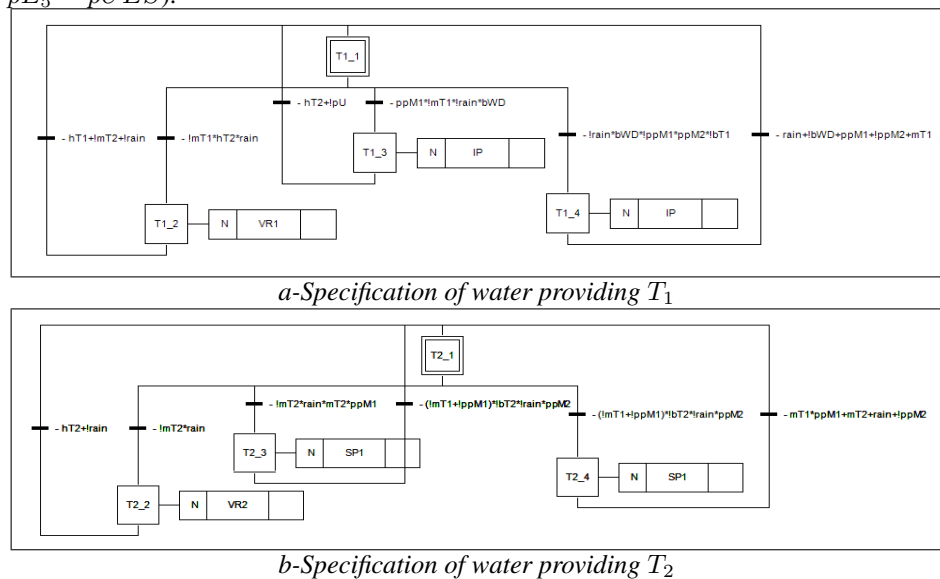 T1_1
- hT2+!pU
- ppM1*!mT1*!rain*bWD
- hT1+!mT2+!rain
- !mT1*hT2*rain
- !rain*bWD*!ppM1*ppM2*!bT1
- rain+!bWD+ppM1+!ppM2+mT1
T1_3
N
IP
T1_2
N
VR1
T1_4
N
IP
a-Specification of water providing T1
T2_1
- !mT2*rain*mT2*ppM1
- (!mT1+!ppM1)*!bT2*!rain*ppM2
- (!mT1+!ppM1)*!bT2*!rain*ppM2
- mT1*ppM1+mT2+rain+!ppM2
- hT2+!rain
- !mT2*rain
T2_3
N
SP1
T2_4
N
SP1
T2_2
N
VR2
b-Specification of water providing T2